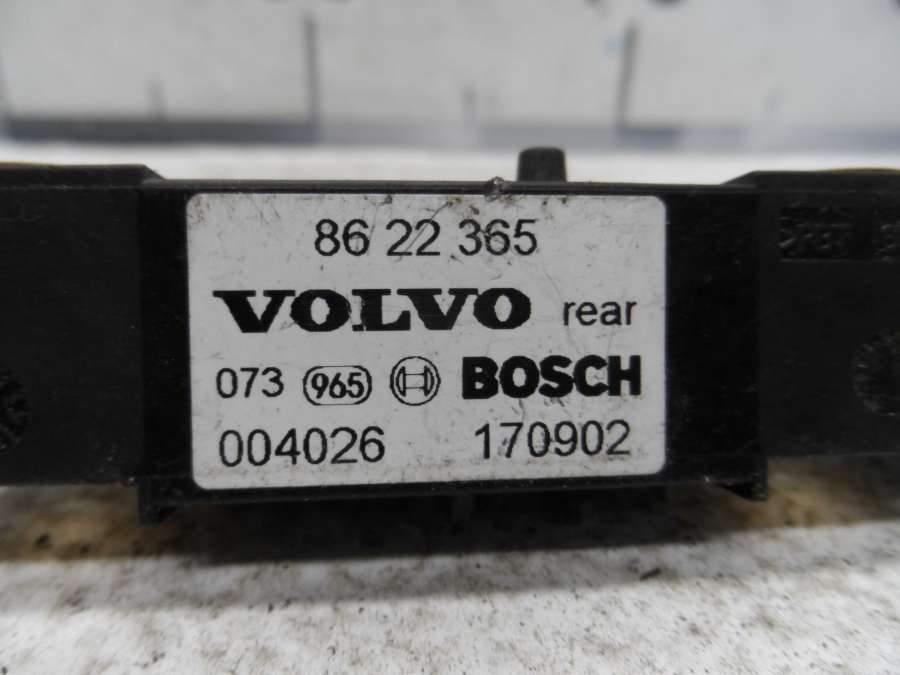 86 22 365
VOLVO rear
073 965 BOSCH
004026 170902